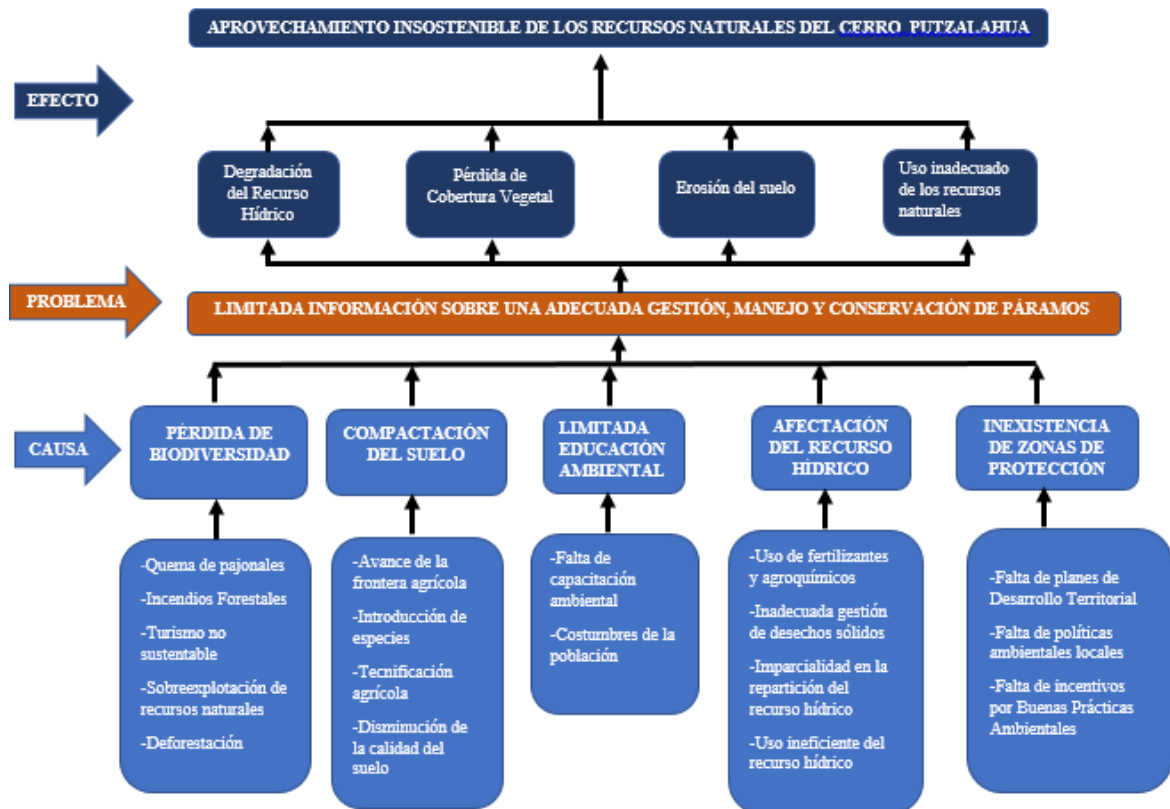 APROVECHAMIENTO INSOSTENIBLE DE LOS RECURSOS NATURALES DEL CERRO PUTZALAHUA
EFECTO
Degradación
del Recurso
Hídrico
Pérdida de
Cobertura Vegetal
Erosión del suelo
Uso inadecuado
de los recursos
naturales
PROBLEMA
LIMITADA INFORMACIÓN SOBRE UNA ADECUADA GESTIÓN, MANEJO Y CONSERVACIÓN DE PÁRAMOS
CAUSA
PÉRDIDA DE
BIODIVERSIDAD
COMPACTACIÓN
DEL SUELO
LIMITADA
EDUCACIÓN
AMBIENTAL
AFECTACIÓN
DEL RECURSO
HÍDRICO
INEXISTENCIA
DE ZONAS DE
PROTECCIÓN
-Quema de pajonales
-Incendios Forestales
-Turismo no
sustentable
-Sobreexplotación de
recursos naturales
-Deforestación
-Avance de la
frontera agrícola
-Introducción de
especies
-Tecnificación
agrícola
-Disminución de
la calidad del
suelo
-Falta de
capacitación
ambiental
-Costumbres de la
población
-Uso de fertilizantes
y agroquímicos
-Inadecuada gestión
de desechos sólidos
-Imparcialidad en la
repartición del
recurso hídrico
-Uso ineficiente del
recurso hídrico
-Falta de planes de
Desarrollo Territorial
-Falta de políticas
ambientales locales
-Falta de incentivos
por Buenas Prácticas
Ambientales